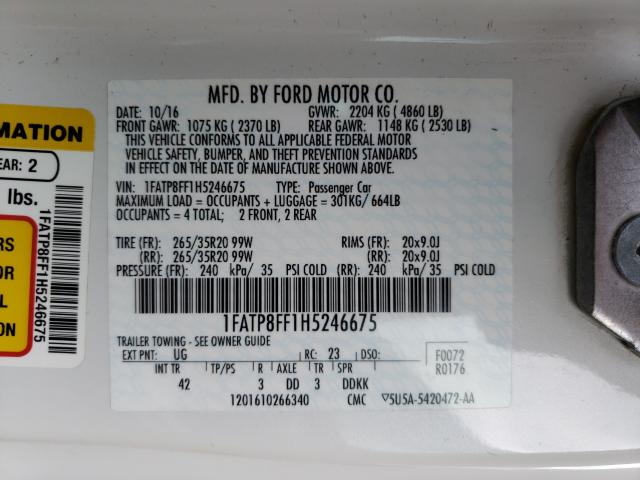 MFD. BY FORD MOTOR CO.
DATE: 10/16 GVWR: 2204 KG ( 4860 LB)
FRONT GAWR: 1075 KG ( 2370 LB) REAR GAWR: 1148 KG ( 2530 LB)
THIS VEHICLE CONFORMS TO ALL APPLICABLE FEDERAL MOTOR
VEHICLE SAFETY, BUMPER, AND THEFT PREVENTION STANDARDS
IN EFFECT ON THE DATE OF MANUFACTURE SHOWN ABOVE.
VIN: 1FATP8FF1H5246675 TYPE: Passenger Car
MAXIMUM LOAD = OCCUPANTS + LUGGAGE = 301KG/ 664LB
OCCUPANTS = 4 TOTAL; 2 FRONT, 2 REAR
TIRE (FR): 265/35R20 99W RIMS (FR): 20x9.0J
(RR): 265/35R20 99W (RR): 20x9.0J
PRESSURE (FR): 240 kPa/ 35 PSI COLD (RR): 240 kPa/ 35 PSI COLD
1FATP8FF1H5246675
TRAILER TOWING - SEE OWNER GUIDE
EXT PNT: UG RC: 23 DSO: F0072
R0176
INT TR TP/PS R AXLE TR SPR
42 3 DD 3 DDKK
1201610266340 CMC ▽5U5A-5420472-AA
RMATION
EAR: 2
lbs.
RS
OR
L
ION
1FATP8FF1H5246675